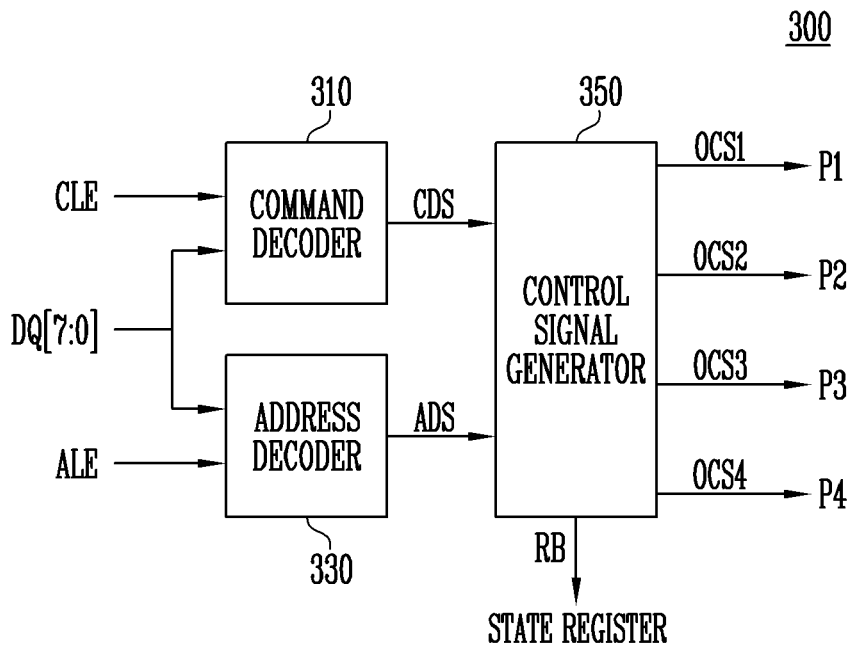 300
310
350
CLE
COMMAND
DECODER
CDS
DQ[7:0]
ADDRESS
DECODER
ADS
ALE
330
CONTROL
SIGNAL
GENERATOR
OCS1
P1
OCS2
P2
OCS3
P3
OCS4
P4
RB
STATE REGISTER